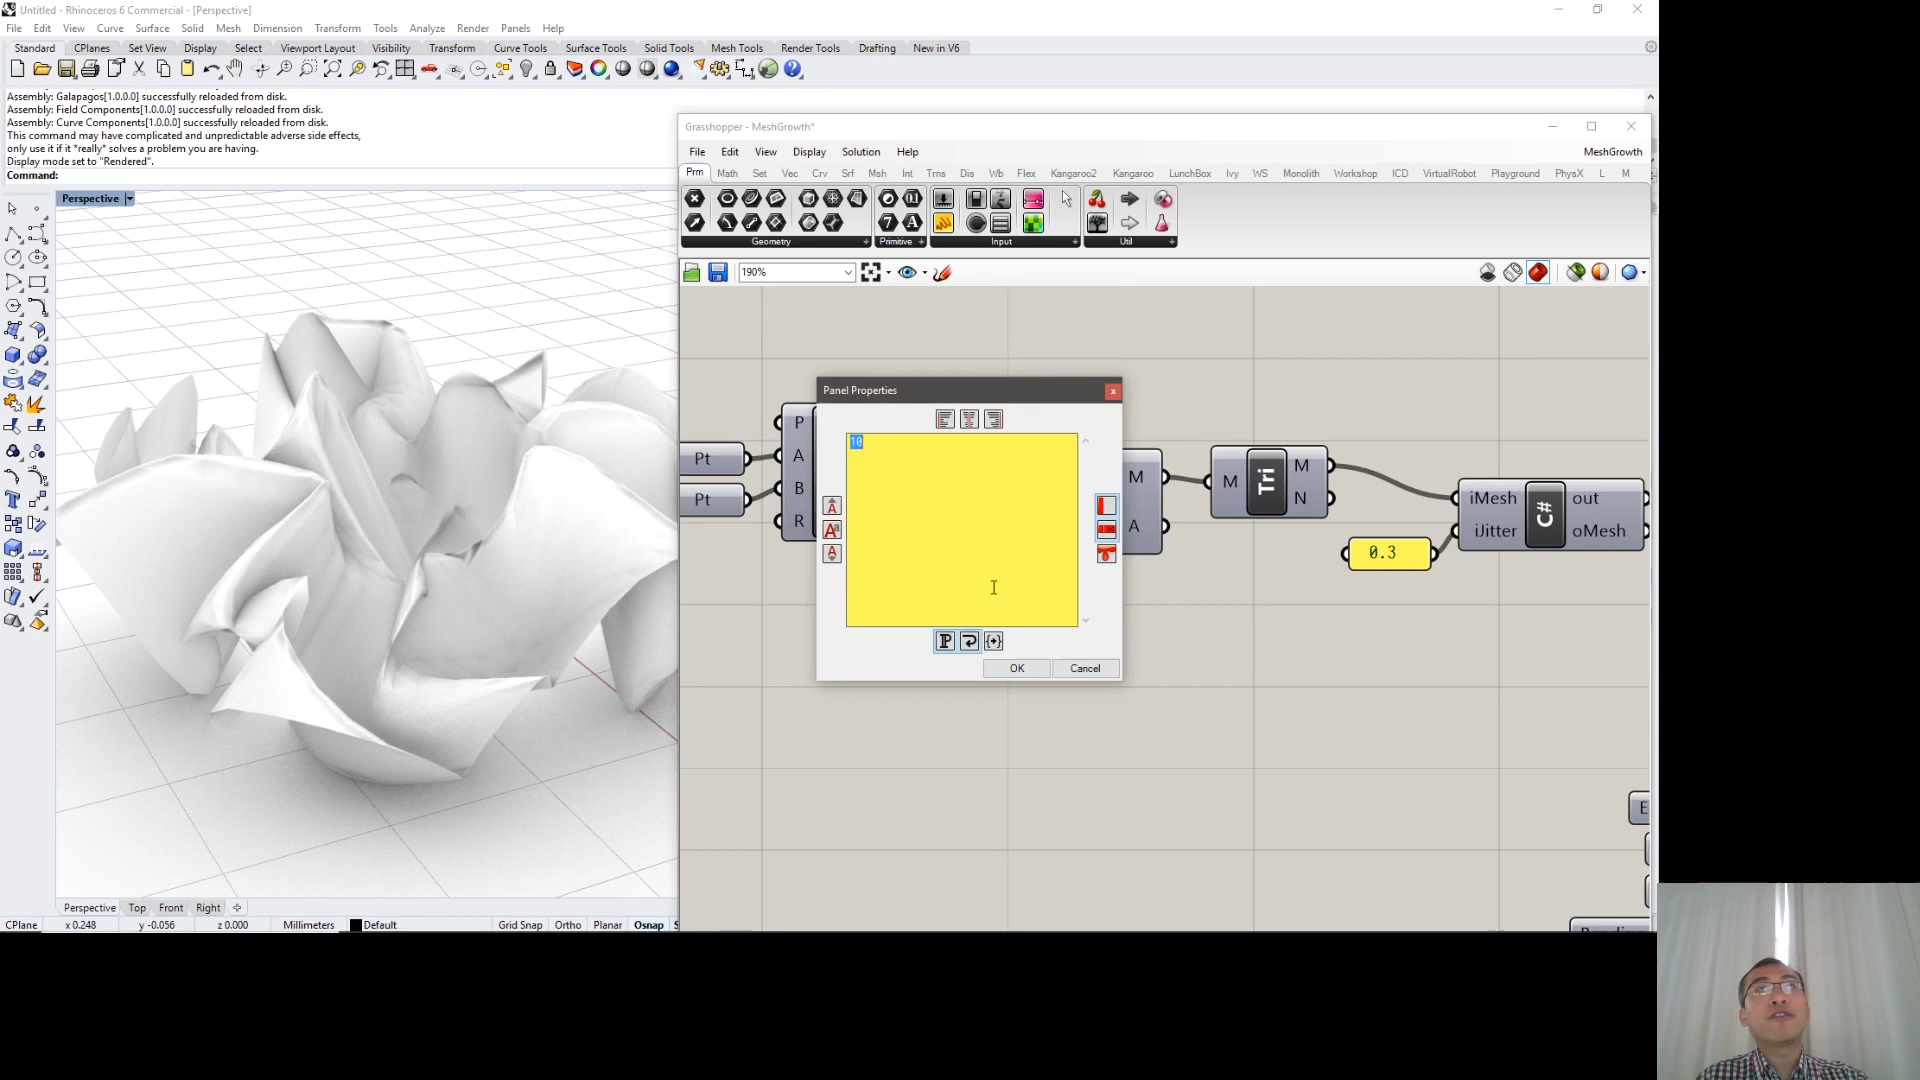 Untitled - Rhinoceros 6 Commercial - [Perspective]
File Edit View Curve Surface Solid Mesh Dimension Transform Tools Analyze Render Panels Help
Standard CPlanes Set View Display Select Viewport Layout Visibility Transform Curve Tools Surface Tools Solid Tools Mesh Tools Render Tools Drafting New in V6
Assembly: Galapagos[1.0.0.0] successfully reloaded from disk.
Assembly: Field Components[1.0.0.0] successfully reloaded from disk.
Assembly: Curve Components[1.0.0.0] successfully reloaded from disk.
This command may have complicated and unpredictable adverse side effects,
only use it if it *really* solves a problem you are having.
Display mode set to "Rendered".
Command:
Perspective
Grasshopper - MeshGrowth*
File Edit View Display Solution Help MeshGrowth
Prm Math Set Vec Crv Srf Msh Int Trns Dis Wb Flex Kangaroo2 Kangaroo LunchBox Ivy WS Monolith Workshop ICD VirtualRobot Playground PhysX L M
Geometry Primitive Input Util
190%
Panel Properties
10
OK Cancel
Pt
Pt
P
A
B
R
M
A
M Tri M
N
0.3
iMesh C# out
iJitter oMesh
E
Perspective Top Front Right
CPlane x 0.248 y -0.056 z 0.000 Millimeters Default Grid Snap Ortho Planar Osnap